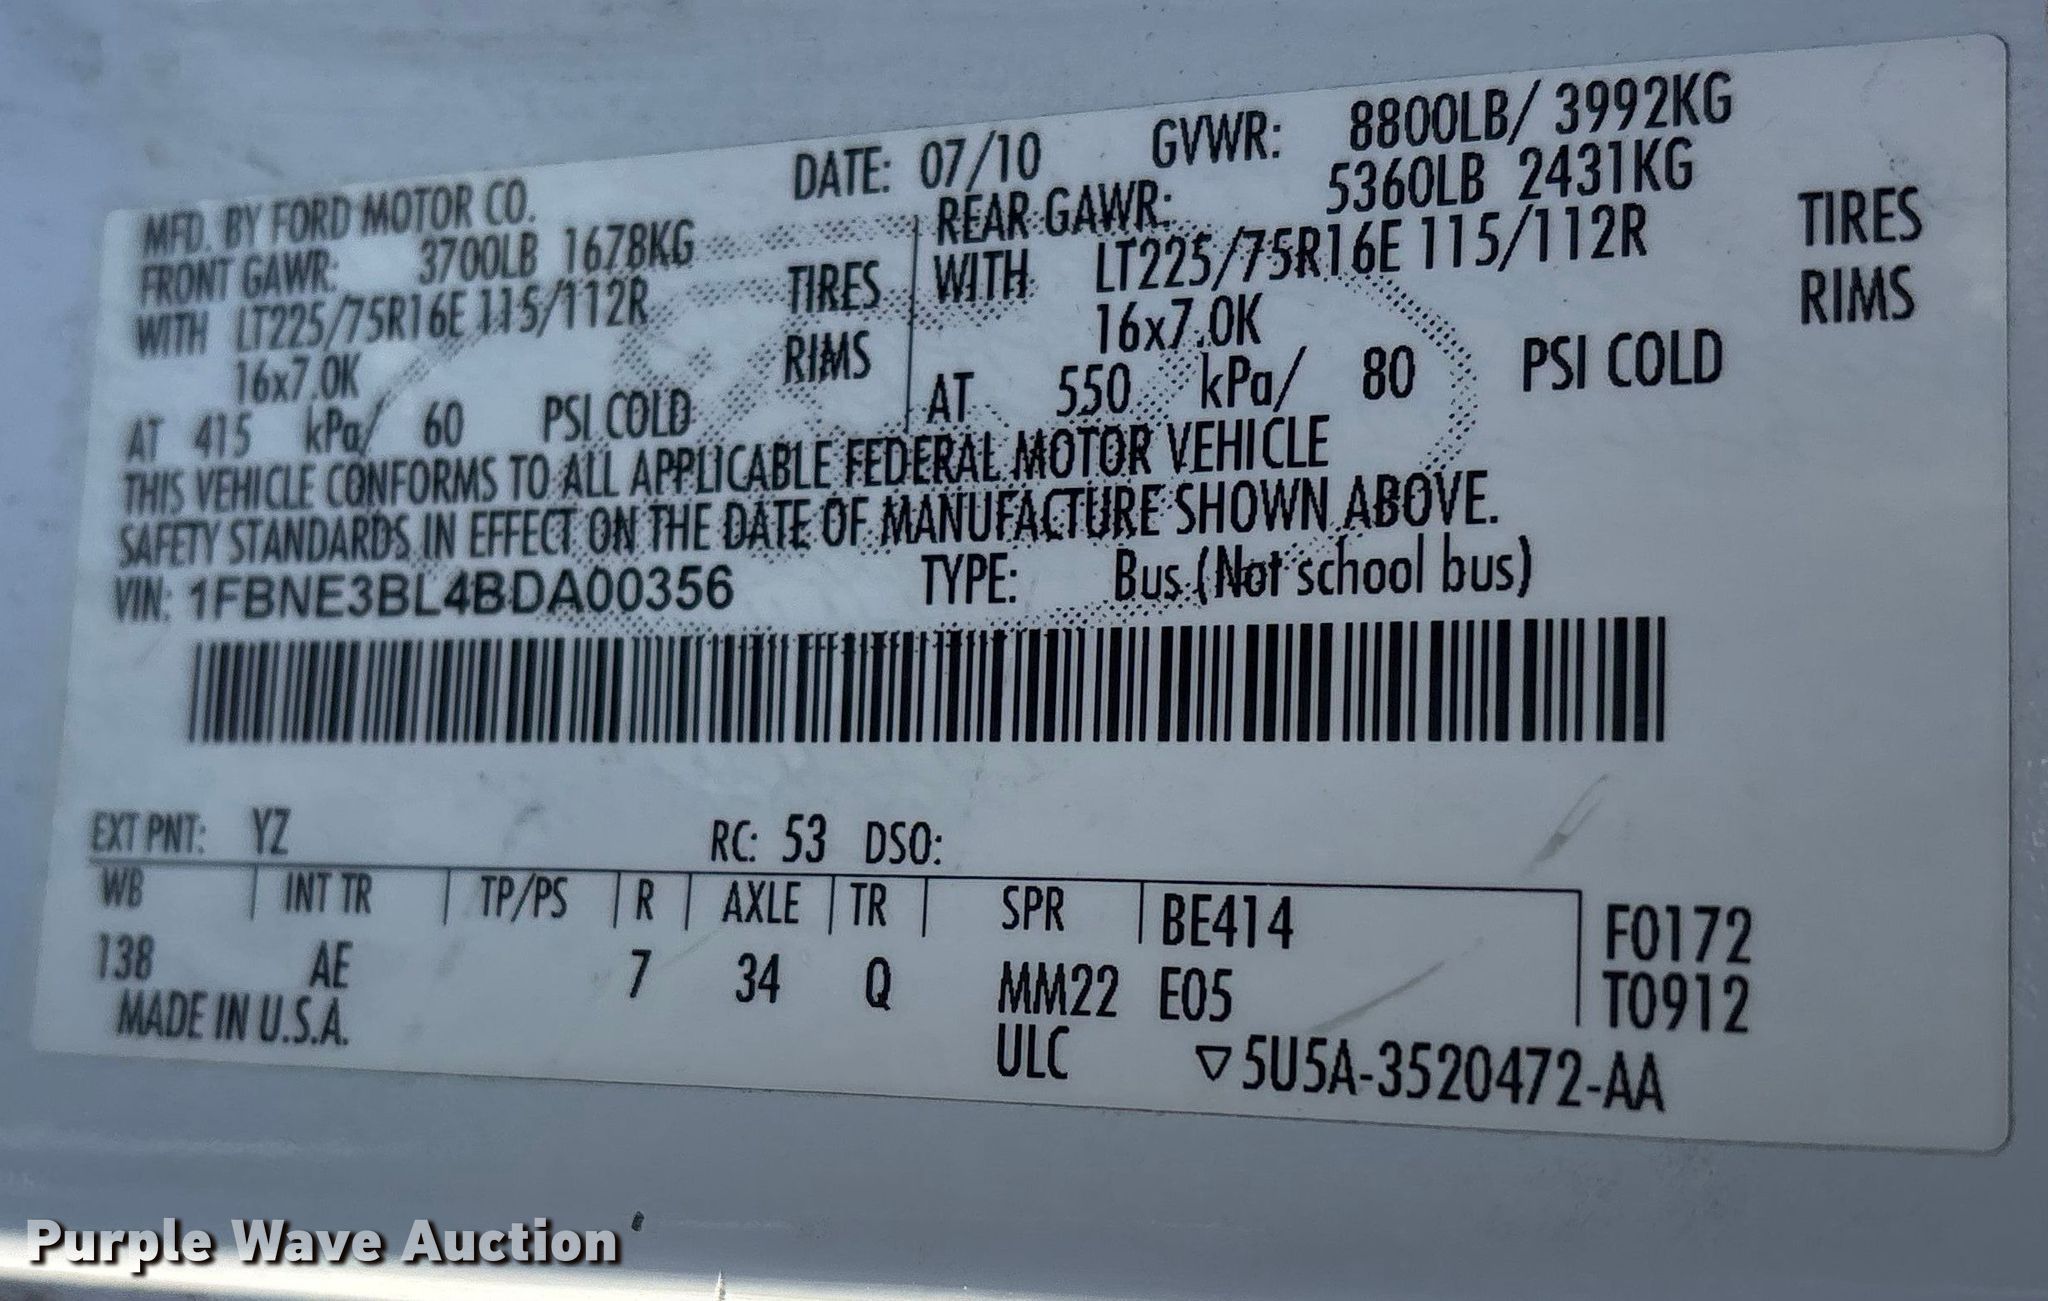 MFD. BY FORD MOTOR CO.
DATE: 07/10 GVWR: 8800LB/ 3992KG
FRONT GAWR: 3700LB 1678KG
REAR GAWR: 5360LB 2431KG
WITH LT225/75R16E 115/112R TIRES
WITH LT225/75R16E 115/112R TIRES
16x7.0K RIMS
16x7.0K RIMS
AT 415 kPa/ 60 PSI COLD
AT 550 kPa/ 80 PSI COLD
THIS VEHICLE CONFORMS TO ALL APPLICABLE FEDERAL MOTOR VEHICLE
SAFETY STANDARDS IN EFFECT ON THE DATE OF MANUFACTURE SHOWN ABOVE.
VIN: 1FBNE3BL4BDA00356 TYPE: Bus (Not school bus)
EXT PNT: YZ RC: 53 DSO:
WB INT TR TP/PS R AXLE TR SPR BE414 F0172
138 AE 7 34 Q MM22 E05 T0912
MADE IN U.S.A. ULC ▽5U5A-3520472-AA
Purple Wave Auction